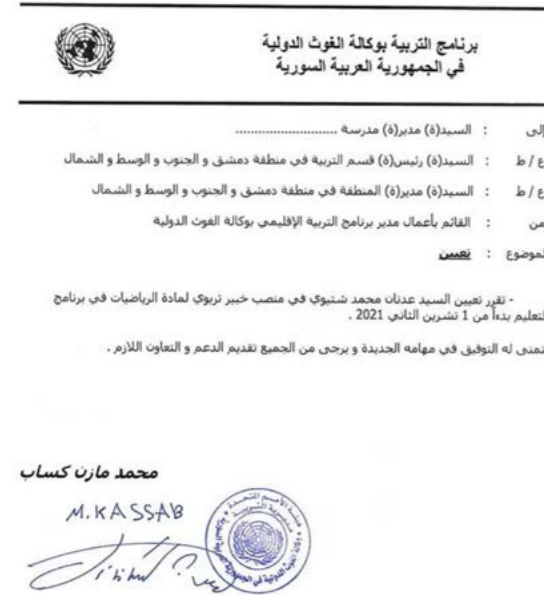 برنامج التربية بوكالة الغوث الدولية
في الجمهورية العربية السورية
إلى : السيد(ة) مدير(ة) مدرسة ............................
ع / ط : السيد(ة) رئيس(ة) قسم التربية في منطقة دمشق و الجنوب و الوسط و الشمال
ع / ط : السيد(ة) مدير(ة) المنطقة في منطقة دمشق و الجنوب و الوسط و الشمال
من : القائم بأعمال مدير برنامج التربية الإقليمي بوكالة الغوث الدولية
لموضوع : تعيين
- تقرر تعيين السيد عدنان محمد شتيوي في منصب خبير تربوي لمادة الرياضيات في برنامج
لتعليم بدءاً من 1 تشرين الثاني 2021 .
تمنى له التوفيق في مهامه الجديدة و يرجى من الجميع تقديم الدعم و التعاون اللازم .
محمد مازن كساب
M.KASSAB